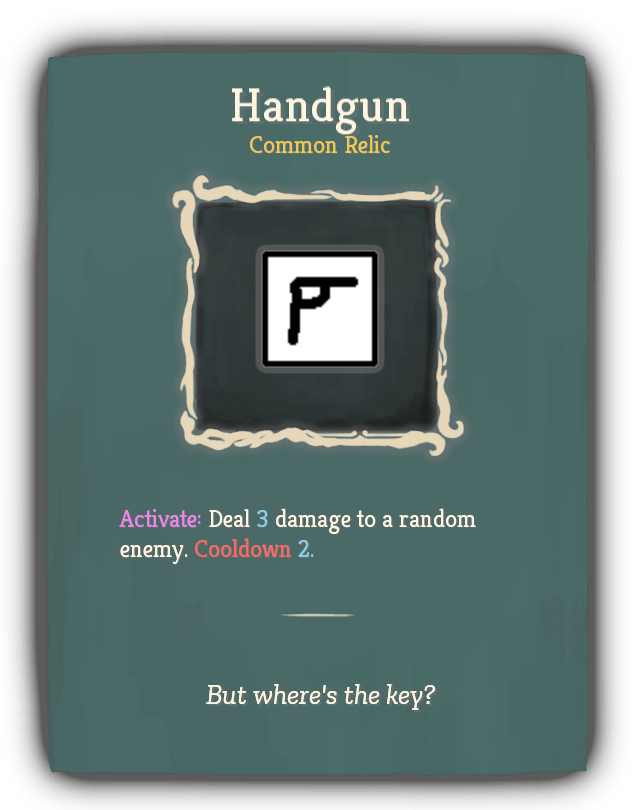 Handgun
Common Relic
Activate: Deal 3 damage to a random
enemy. Cooldown 2.
But where's the key?